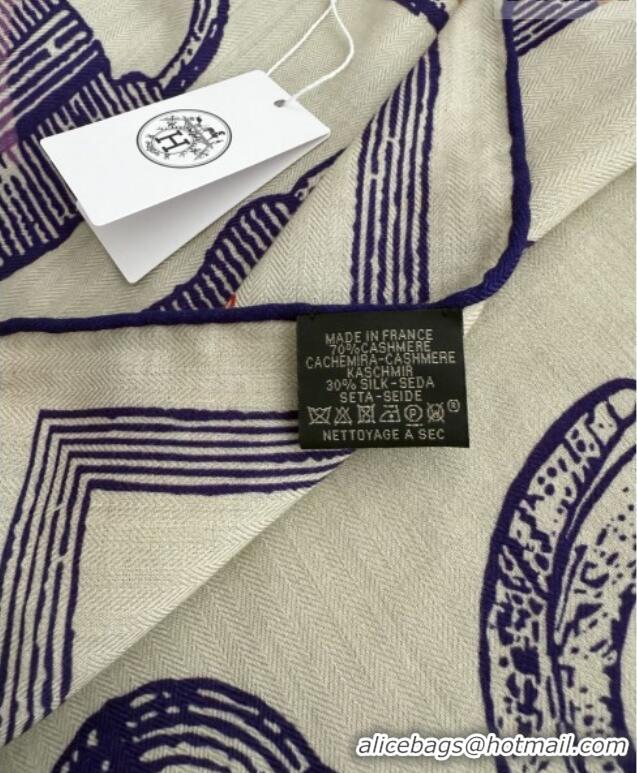 H
MADE IN FRANCE
70%CASHMERE
CACHEMIRA-CASHMERE
KASCHMIR
30% SILK-SEDA
SETA-SEIDE
P ®
NETTOYAGE A SEC
alicebags@hotmail.com